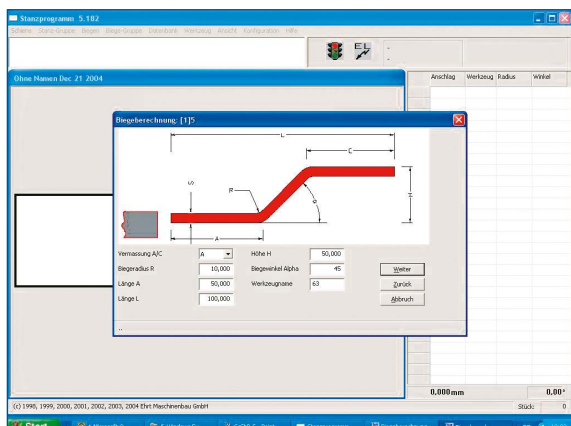 Stanzprogramm 5.182
Scheine Stanz-Gruppe Biegen Biege-Gruppe Datenbank Werkzeug Ansicht Konfiguration Hilfe
EL
Ohne Namen Dec 21 2004
Anschlag Werkzeug Radius Winkel
Biegeberechnung: [1]5
L
C
S
R
α
H
A
Vermassung A/C A Höhe H 50,000
Biegeradius R 10,000 Biegewinkel Alpha 45 Weiter
Länge A 50,000 Werkzeugname 63 Zurück
Länge L 100,000 Abbruch
..
0,000mm 0,00°
(c) 1998, 1999, 2000, 2001, 2002, 2003, 2004 Ehrt Maschinenbau GmbH Stück: 0
Start